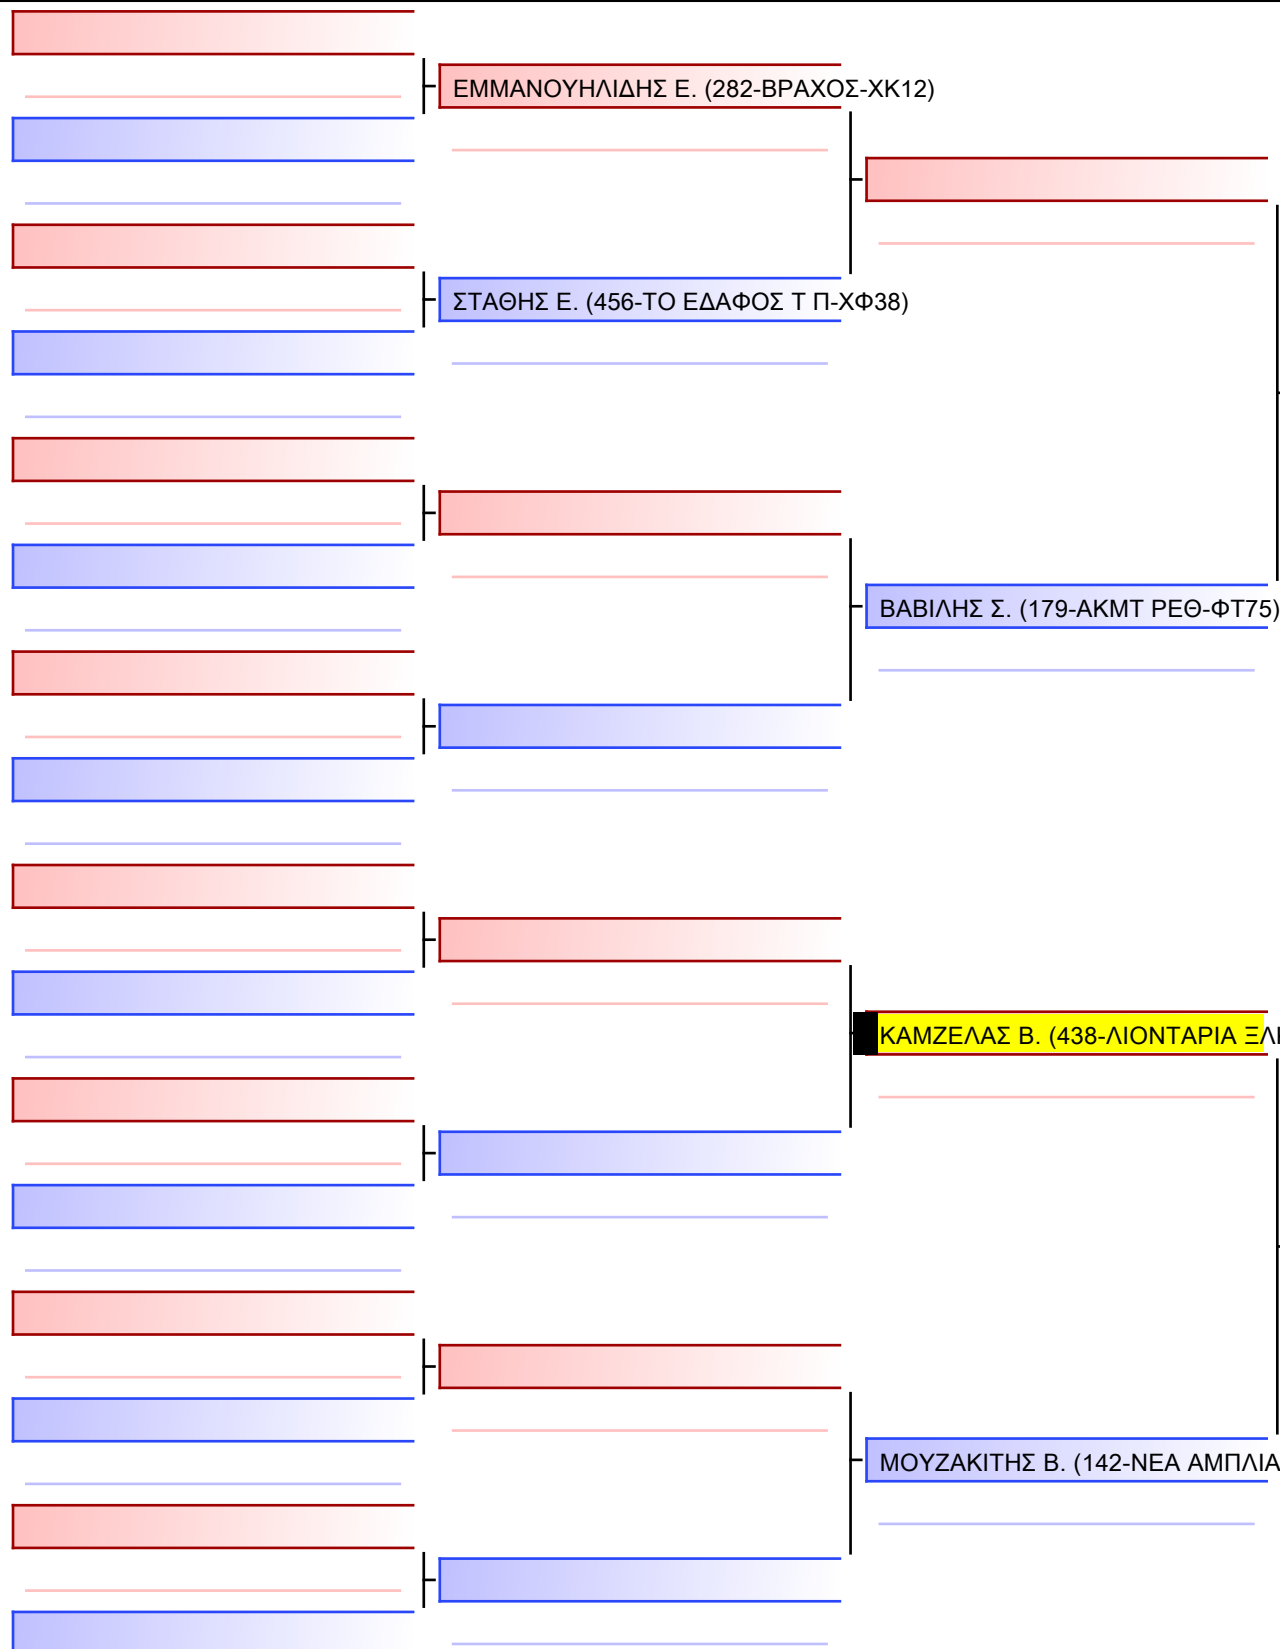 ΕΜΜΑΝΟΥΗΛΙΔΗΣ Ε. (282-ΒΡΑΧΟΣ-ΧΚ12)
ΣΤΑΘΗΣ Ε. (456-ΤΟ ΕΔΑΦΟΣ Τ Π-ΧΦ38)
ΒΑΒΙΛΗΣ Σ. (179-ΑΚΜΤ ΡΕΘ-ΦΤ75)
ΚΑΜΖΕΛΑΣ Β. (438-ΛΙΟΝΤΑΡΙΑ
ΜΟΥΖΑΚΙΤΗΣ Β. (142-ΝΕΑ ΑΜΠΛΙΑ